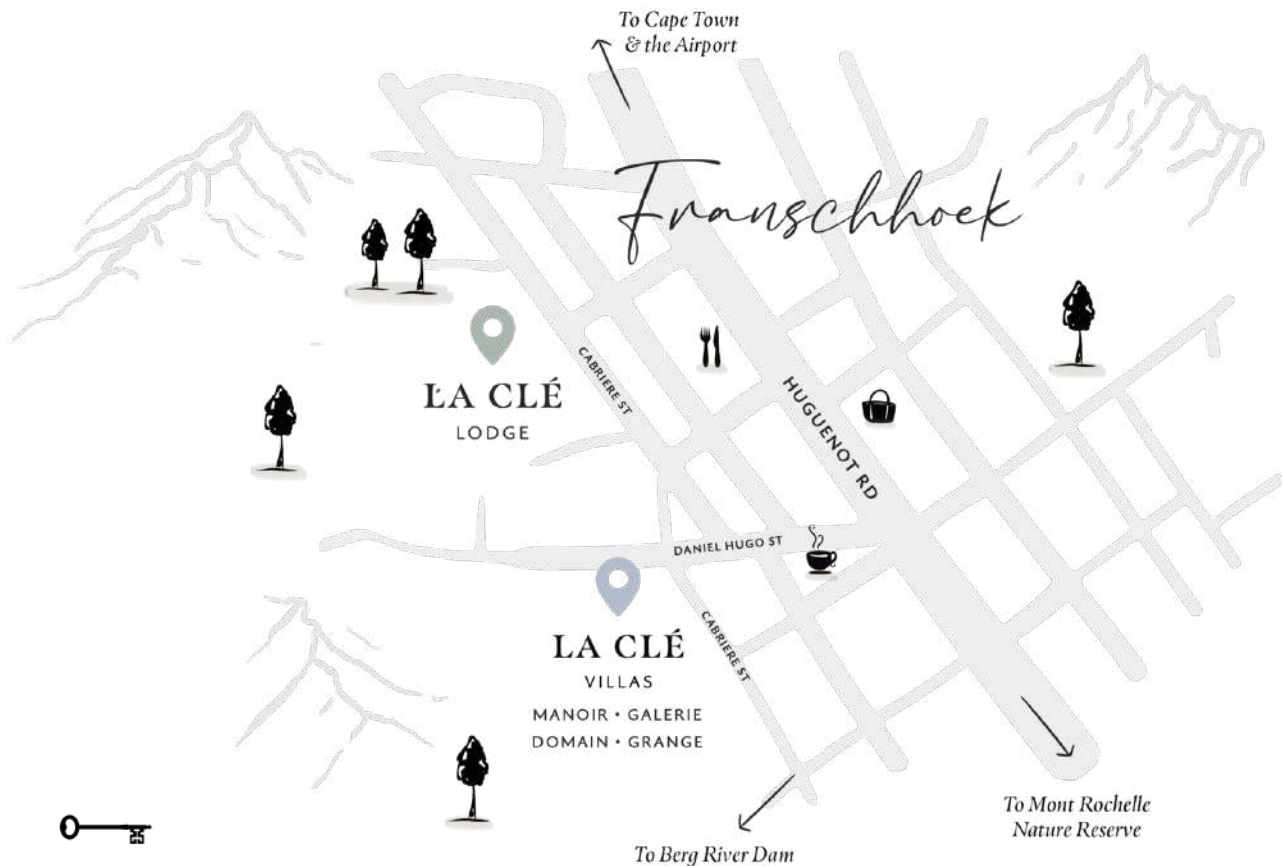 To Cape Town
& the Airport
Franschhoek
LA CLÉ
LODGE
CABRIERE ST
HUGUENOT RD
DANIEL HUGO ST
CABRIERE ST
LA CLÉ
VILLAS
MANOIR • GALERIE
DOMAIN • GRANGE
To Mont Rochelle
Nature Reserve
To Berg River Dam